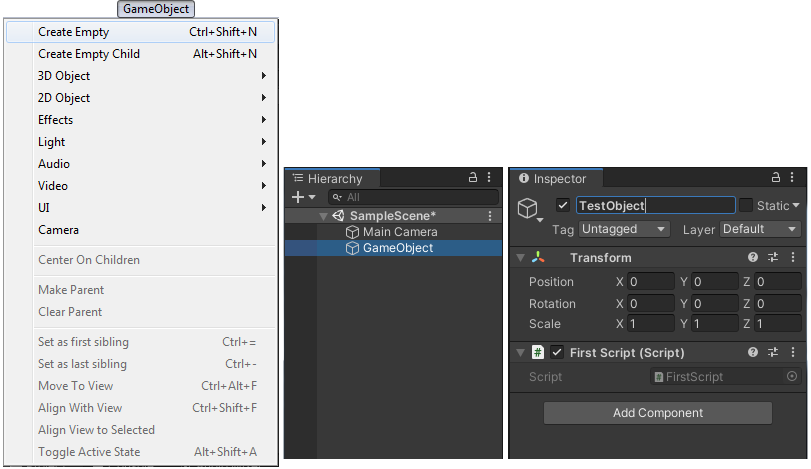 GameObject
Create Empty Ctrl+Shift+N
Create Empty Child Alt+Shift+N
3D Object
2D Object
Effects
Light
Audio
Video
UI
Camera
Center On Children
Make Parent
Clear Parent
Set as first sibling Ctrl+=
Set as last sibling Ctrl+-
Move To View Ctrl+Alt+F
Align With View Ctrl+Shift+F
Align View to Selected
Toggle Active State Alt+Shift+A
Hierarchy
All
SampleScene*
Main Camera
GameObject
Inspector
TestObject Static
Tag Untagged Layer Default
Transform
Position X 0 Y 0 Z 0
Rotation X 0 Y 0 Z 0
Scale X 1 Y 1 Z 1
# First Script (Script)
Script # FirstScript
Add Component